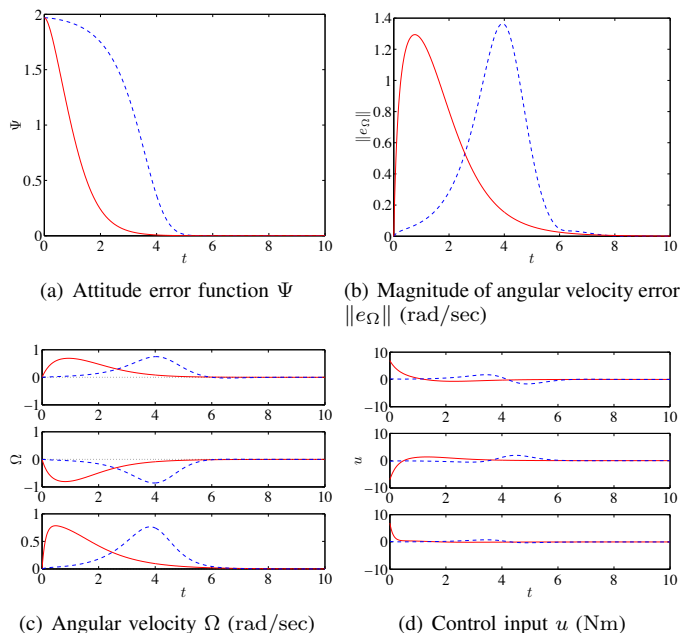 2
1.5
1
0.5
0
Ψ
0 2 4 6 8 10
t
(a) Attitude error function Ψ
1.4
1.2
1
0.8
0.6
0.4
0.2
0
‖eΩ‖
0 2 4 6 8 10
t
(b) Magnitude of angular velocity error
‖eΩ‖ (rad/sec)
1
0
−1
0 2 4 6 8 10
1
0
−1
Ω
0 2 4 6 8 10
0.5
0
0 2 4 6 8 10
t
(c) Angular velocity Ω (rad/sec)
10
0
−10
0 2 4 6 8 10
10
0
−10
u
0 2 4 6 8 10
10
0
−10
0 2 4 6 8 10
t
(d) Control input u (Nm)